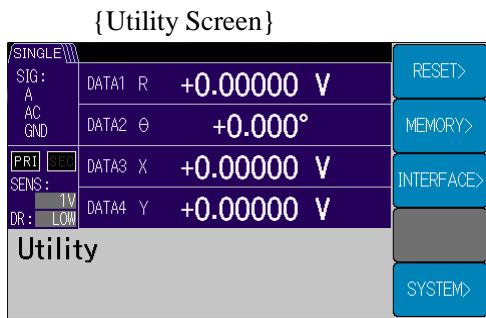 {Utility Screen}
SINGLE
SIG:
A
AC
GND
PRI SEC
SENS:
1V
DR: LOW
DATA1 R +0.00000 V
DATA2 θ +0.000°
DATA3 X +0.00000 V
DATA4 Y +0.00000 V
Utility
RESET>
MEMORY>
INTERFACE>
SYSTEM>